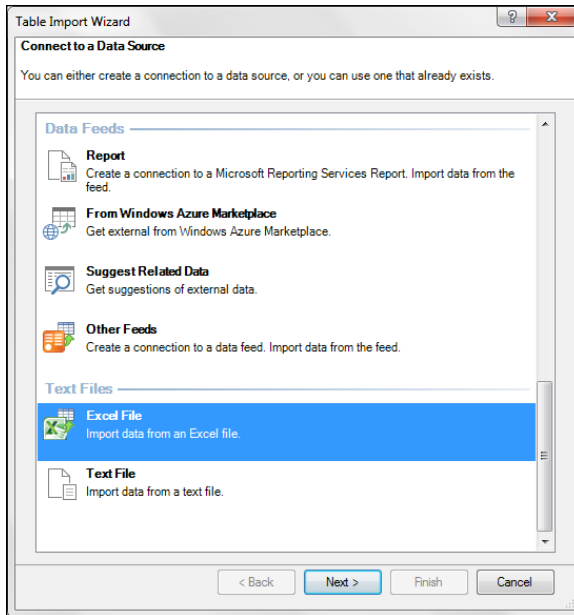 Table Import Wizard
Connect to a Data Source
You can either create a connection to a data source, or you can use one that already exists.
Data Feeds
Report
Create a connection to a Microsoft Reporting Services Report. Import data from the
feed.
From Windows Azure Marketplace
Get external from Windows Azure Marketplace.
Suggest Related Data
Get suggestions of external data.
Other Feeds
Create a connection to a data feed. Import data from the feed.
Text Files
Excel File
Import data from an Excel file.
Text File
Import data from a text file.
< Back
Next >
Finish
Cancel